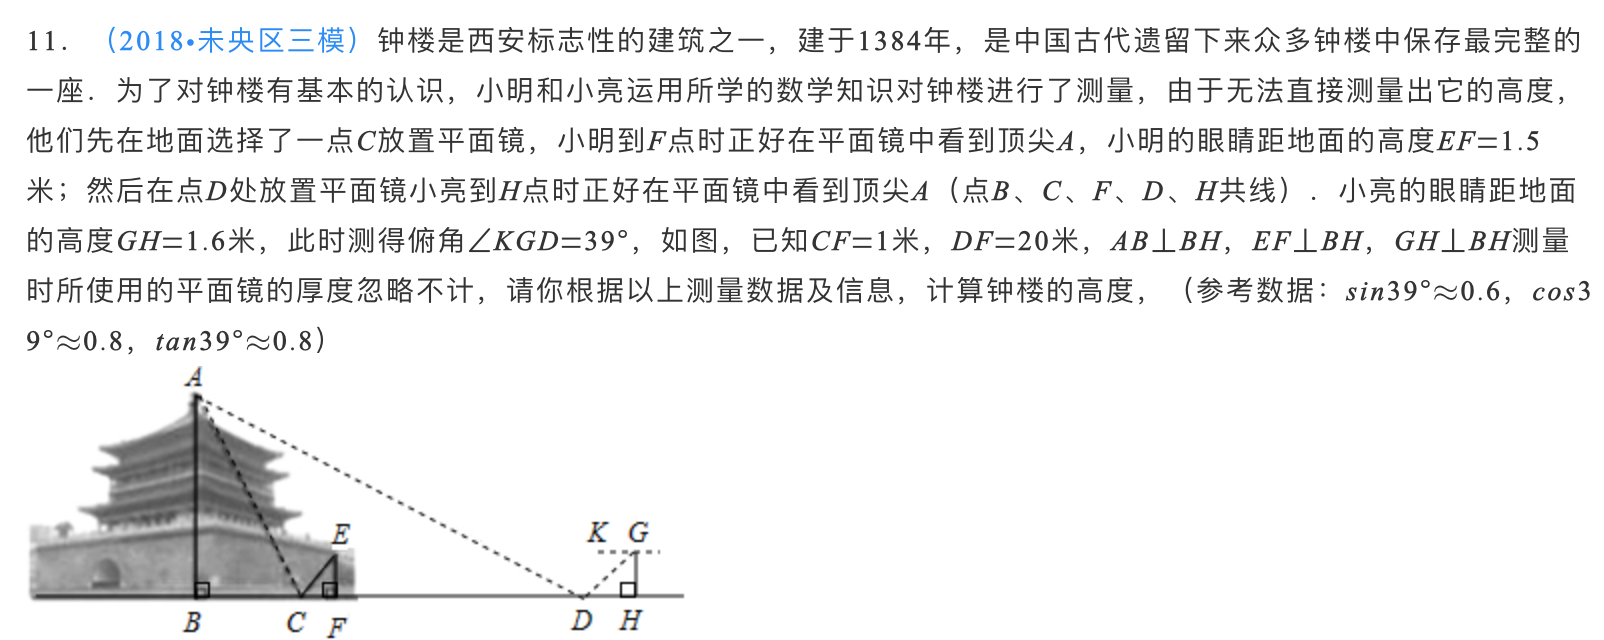 11. （2018•未央区三模）钟楼是西安标志性的建筑之一，建于1384年，是中国古代遗留下来众多钟楼中保存最完整的
一座．为了对钟楼有基本的认识，小明和小亮运用所学的数学知识对钟楼进行了测量，由于无法直接测量出它的高度，
他们先在地面选择了一点C放置平面镜，小明到F点时正好在平面镜中看到顶尖A，小明的眼睛距地面的高度EF=1.5
米；然后在点D处放置平面镜小亮到H点时正好在平面镜中看到顶尖A（点B、C、F、D、H共线）．小亮的眼睛距地面
的高度GH=1.6米，此时测得俯角∠KGD=39°，如图，已知CF=1米，DF=20米，AB⊥BH，EF⊥BH，GH⊥BH测量
时所使用的平面镜的厚度忽略不计，请你根据以上测量数据及信息，计算钟楼的高度，（参考数据：sin39°≈0.6，cos3
9°≈0.8，tan39°≈0.8）
A
E
K G
B C F D H